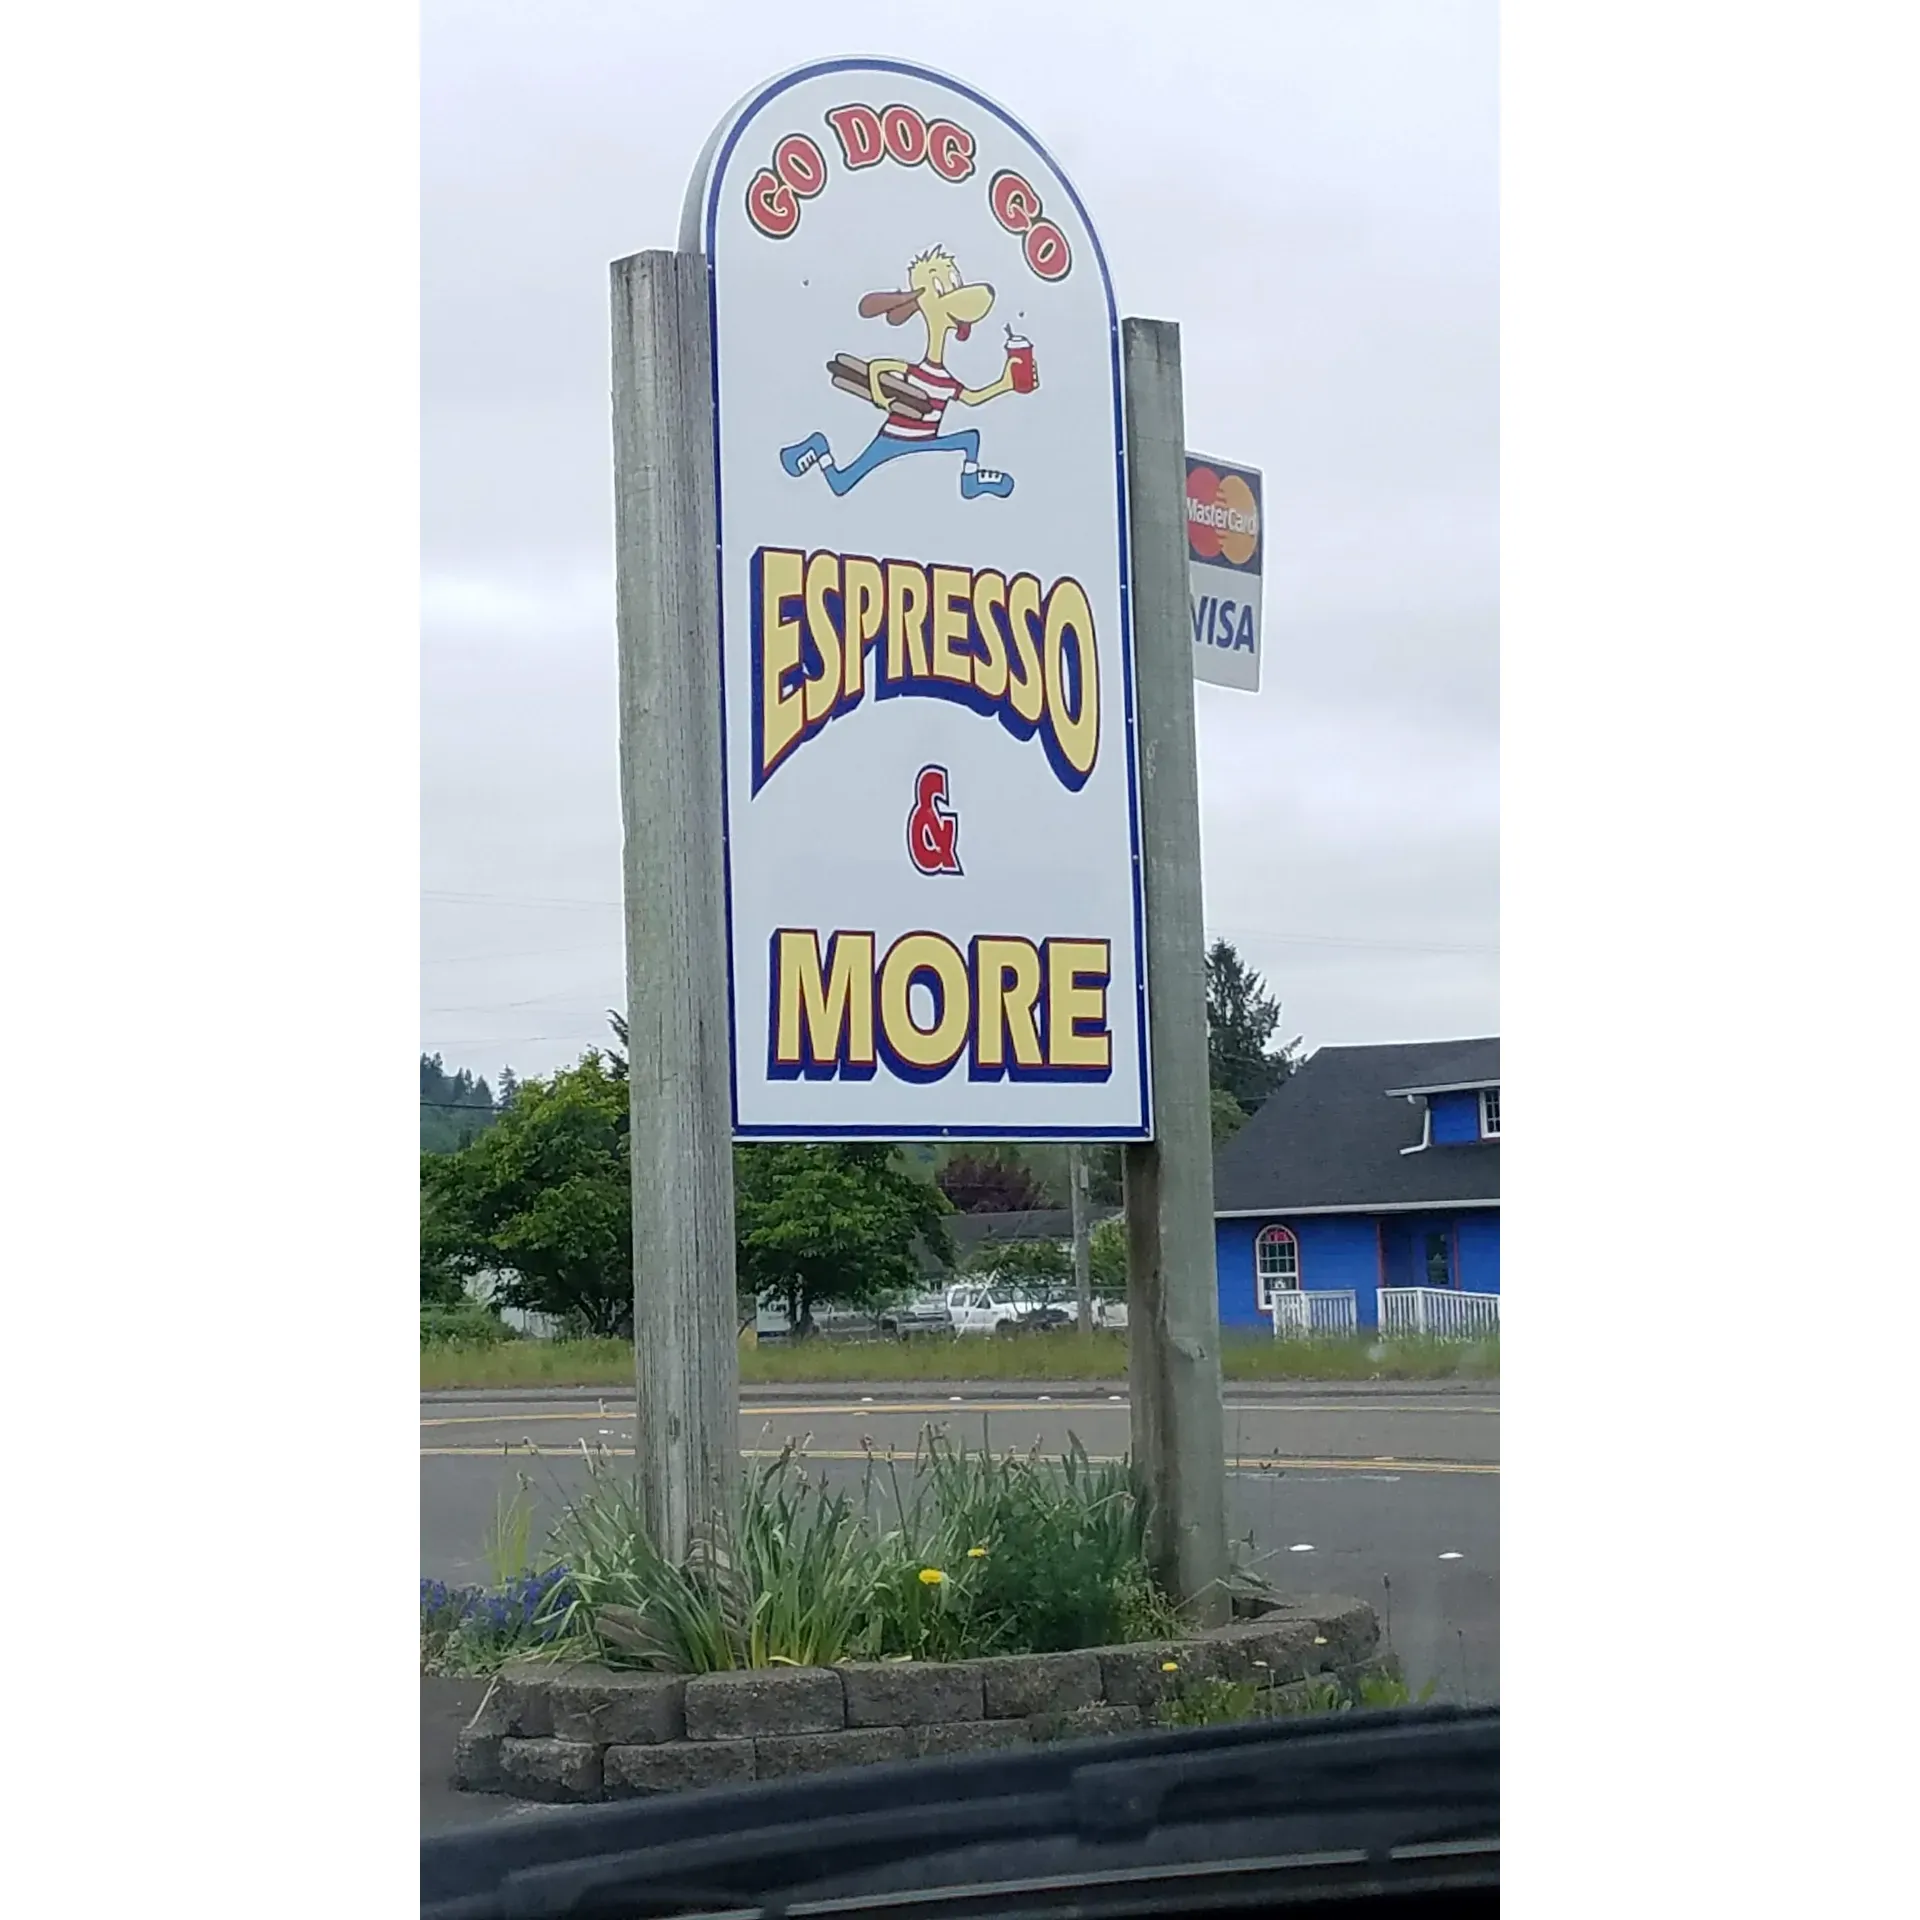 GO DOG GO
ESPRESSO
&
MORE
MasterCard
VISA